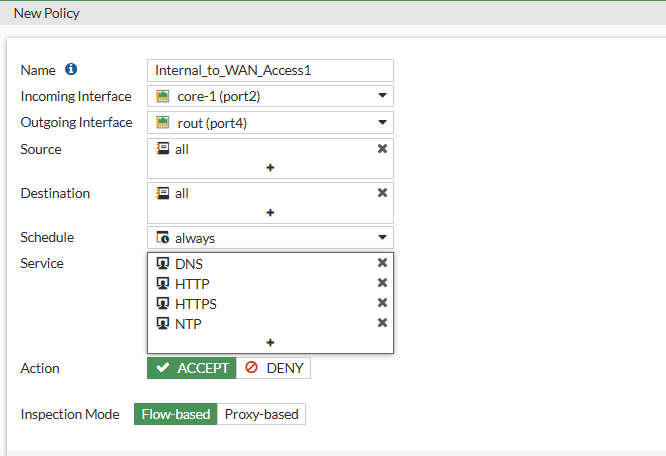 New Policy
Name Internal_to_WAN_Access1
Incoming Interface core-1 (port2)
Outgoing Interface rout (port4)
Source all
+
Destination all
+
Schedule always
Service DNS
HTTP
HTTPS
NTP
+
Action ACCEPT DENY
Inspection Mode Flow-based Proxy-based